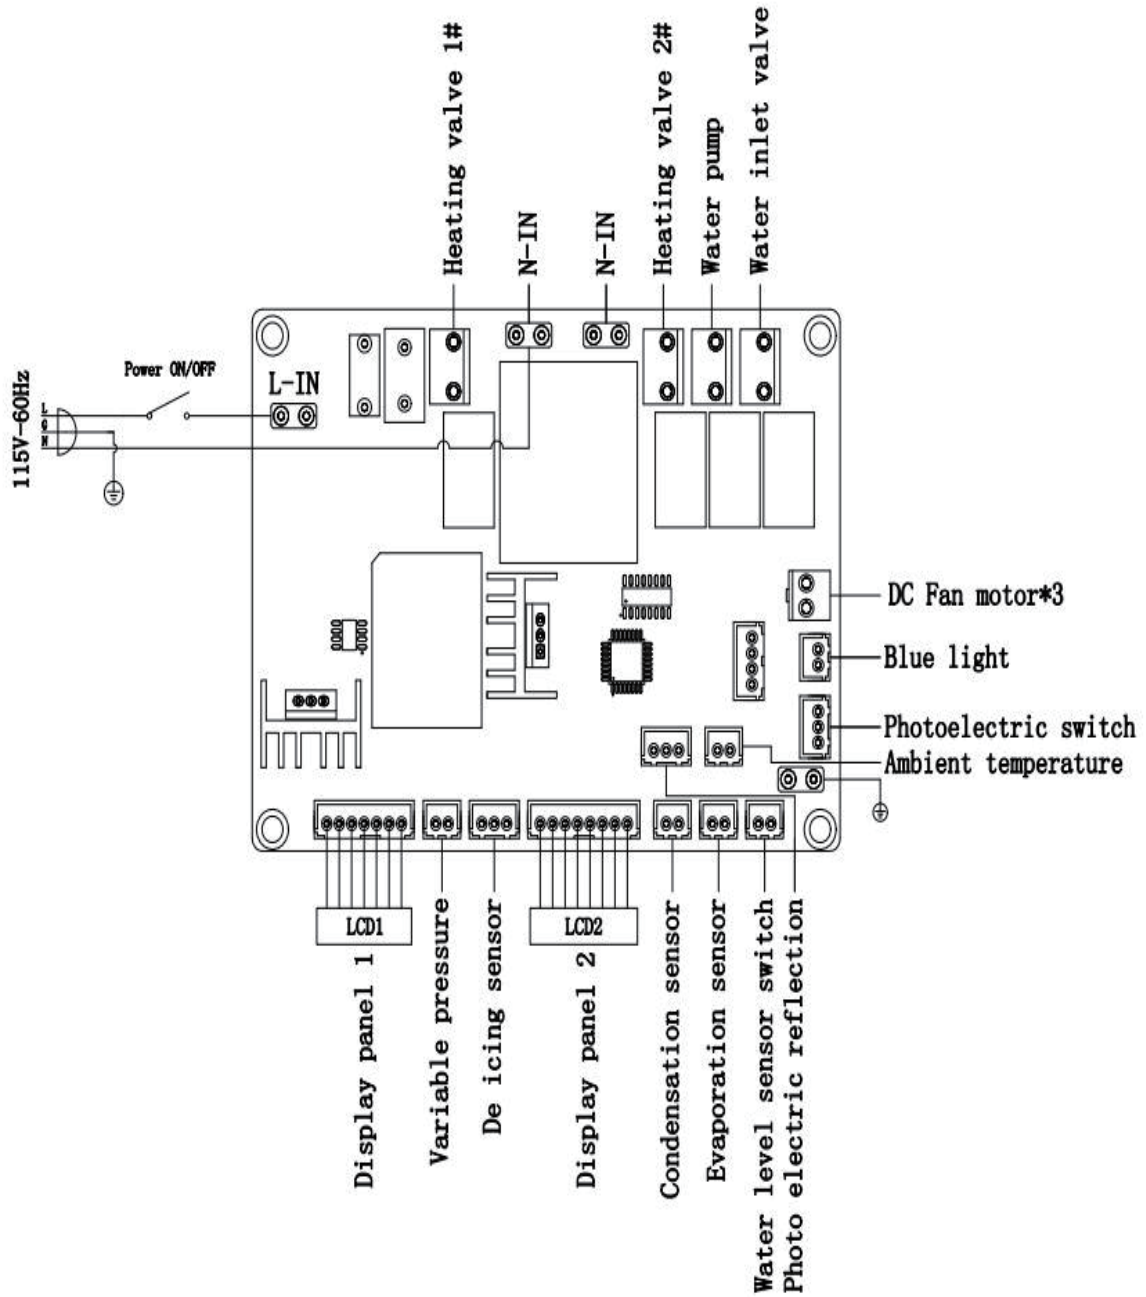 Heating valve 1#
N-IN
N-IN
Heating valve 2#
Water pump
Water inlet valve
115V-60Hz
L
G
N
Power ON/OFF
L-IN
DC Fan motor*3
Blue light
Photoelectric switch
Ambient temperature
LCD1
LCD2
Display panel 1
Variable pressure
De icing sensor
Display panel 2
Condensation sensor
Evaporation sensor
Water level sensor switch
Photo electric reflection